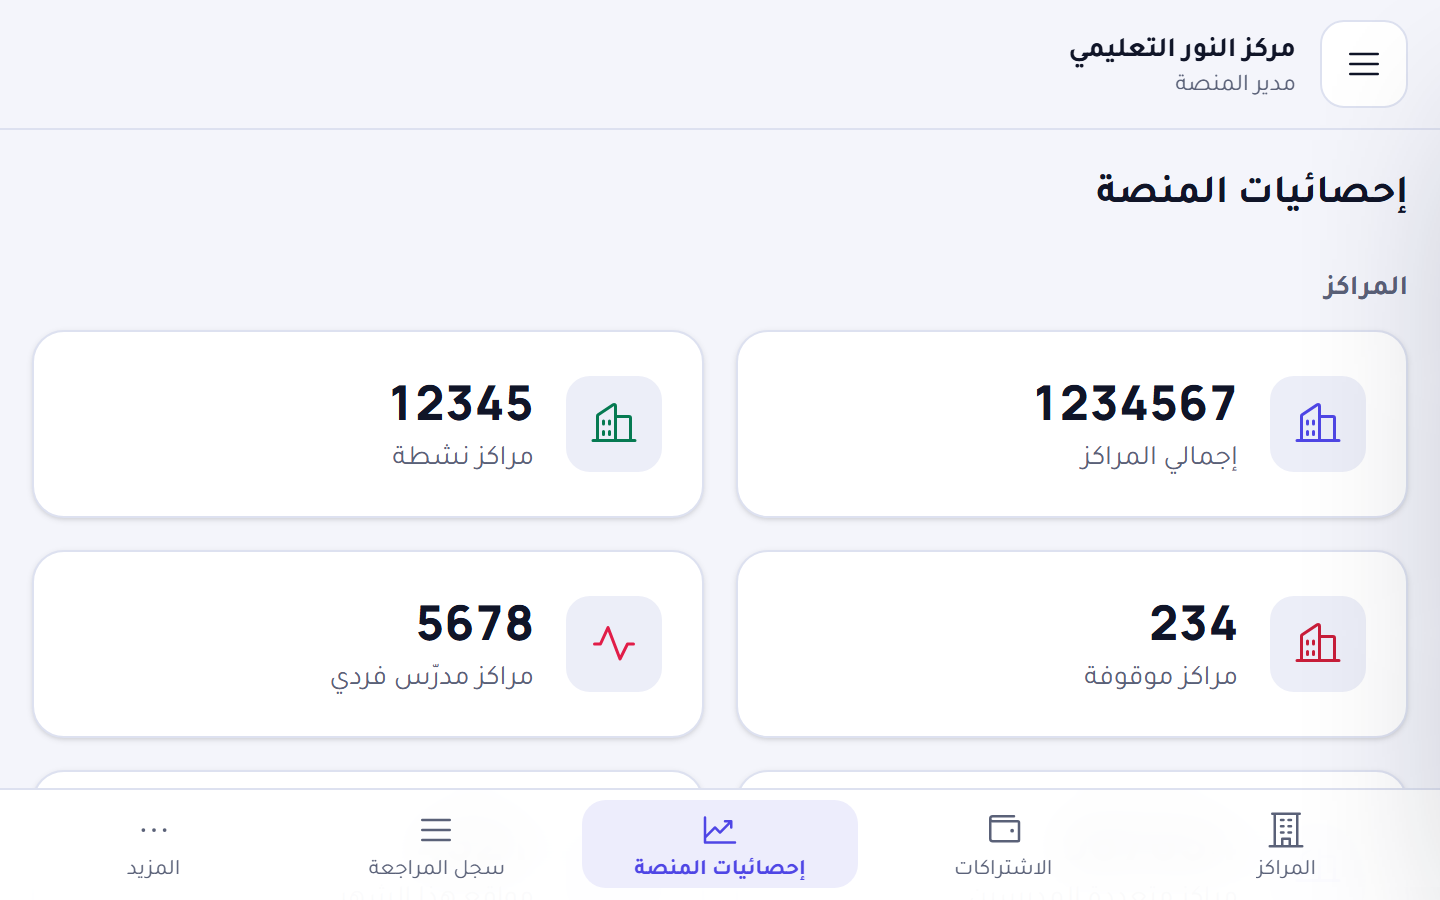 مركز النور التعليمي
مدير المنصة
إحصائيات المنصة
المراكز
1234567
إجمالي المراكز
12345
مراكز نشطة
234
مراكز موقوفة
5678
مراكز مدرّس فردي
المراكز
الاشتراكات
إحصائيات المنصة
سجل المراجعة
المزيد